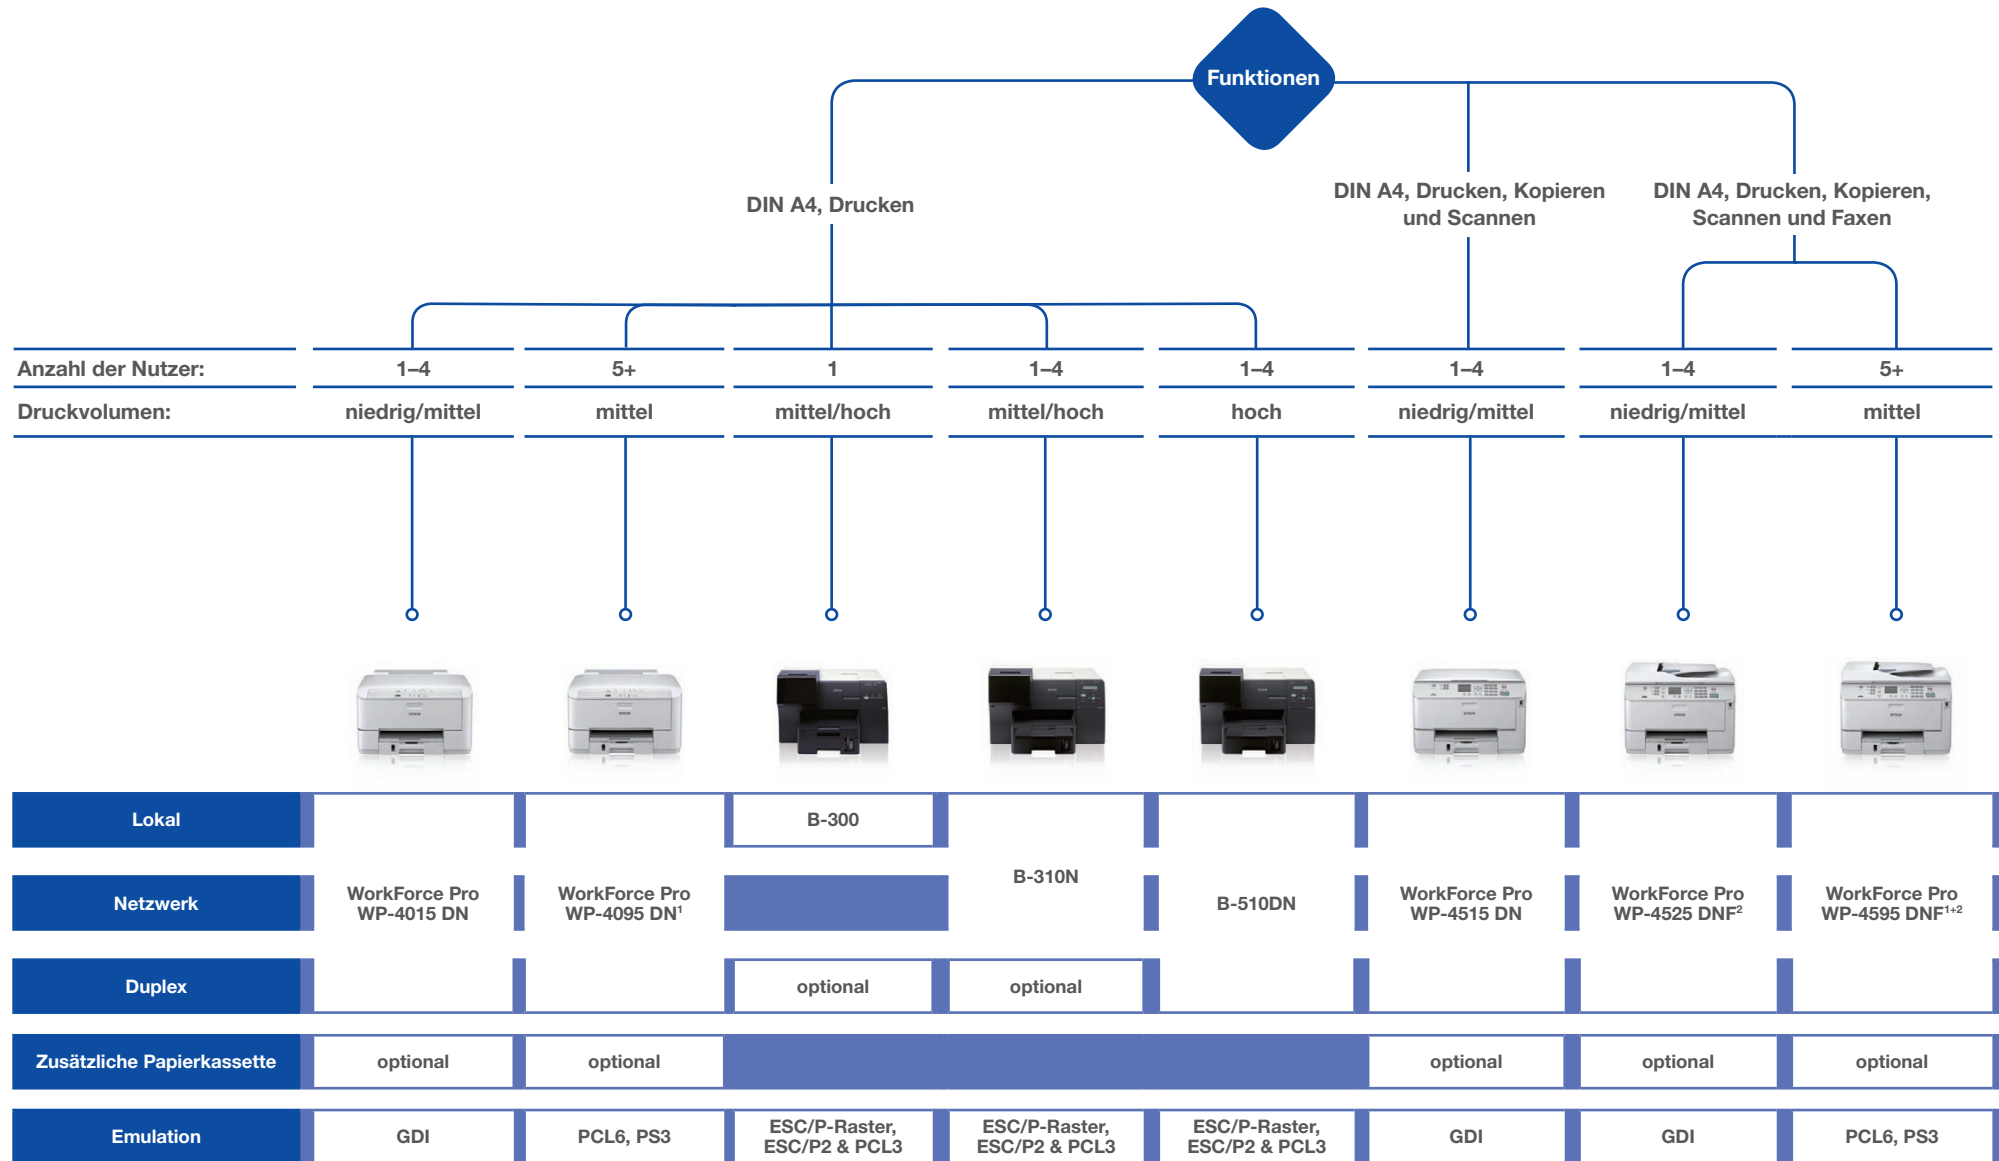 Funktionen
DIN A4, Drucken
DIN A4, Drucken, Kopieren
und Scannen
DIN A4, Drucken, Kopieren,
Scannen und Faxen
Anzahl der Nutzer: 1–4 5+ 1 1–4 1–4 1–4 1–4 5+
Druckvolumen: niedrig/mittel mittel mittel/hoch mittel/hoch hoch niedrig/mittel niedrig/mittel mittel
Lokal
B-300
Netzwerk
WorkForce Pro
WP-4015 DN
WorkForce Pro
WP-4095 DN¹
B-310N
B-510DN
WorkForce Pro
WP-4515 DN
WorkForce Pro
WP-4525 DNF²
WorkForce Pro
WP-4595 DNF¹⁺²
Duplex optional optional
Zusätzliche Papierkassette optional optional optional optional optional
Emulation
GDI
PCL6, PS3
ESC/P-Raster,
ESC/P2 & PCL3
ESC/P-Raster,
ESC/P2 & PCL3
ESC/P-Raster,
ESC/P2 & PCL3
GDI
GDI
PCL6, PS3